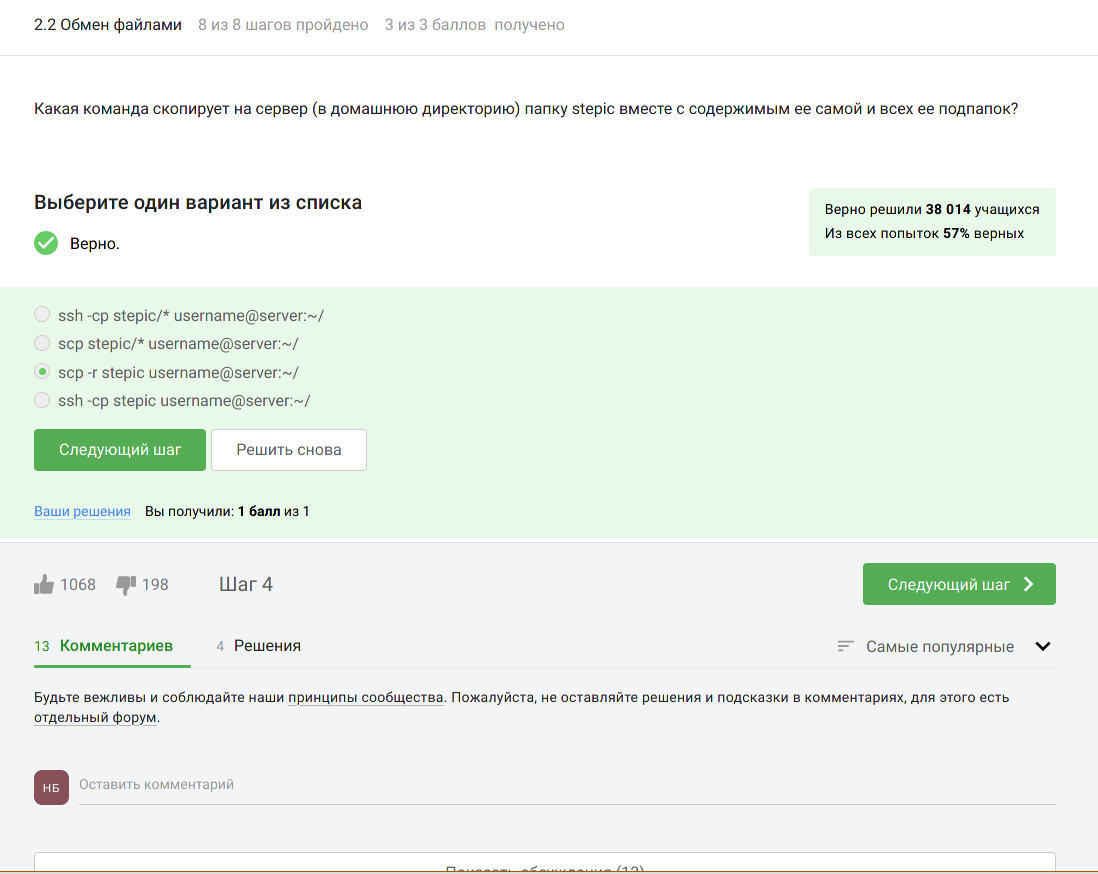 2.2 Обмен файлами 8 из 8 шагов пройдено 3 из 3 баллов получено
Какая команда скопирует на сервер (в домашнюю директорию) папку stepic вместе с содержимым ее самой и всех ее подпапок?
Выберите один вариант из списка
Верно решили 38 014 учащихся
Из всех попыток 57% верных
Верно.
ssh -cp stepic/* username@server:~/
scp stepic/* username@server:~/
scp -r stepic username@server:~/
ssh -cp stepic username@server:~/
Следующий шаг Решить снова
Ваши решения Вы получили: 1 балл из 1
1068 198 Шаг 4 Следующий шаг
13 Комментариев 4 Решения Самые популярные
Будьте вежливы и соблюдайте наши принципы сообщества. Пожалуйста, не оставляйте решения и подсказки в комментариях, для этого есть
отдельный форум.
НБ Оставить комментарий
Показать обсуждения (13)